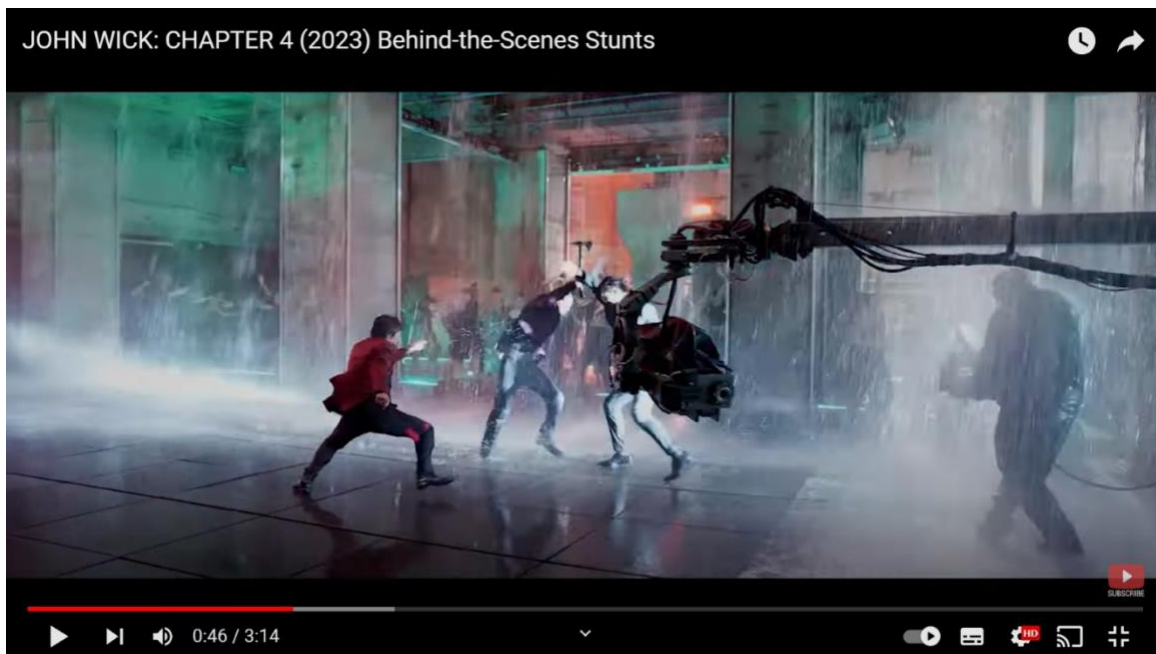 JOHN WICK: CHAPTER 4 (2023) Behind-the-Scenes Stunts
SUBSCRIBE
0:46 / 3:14
HD